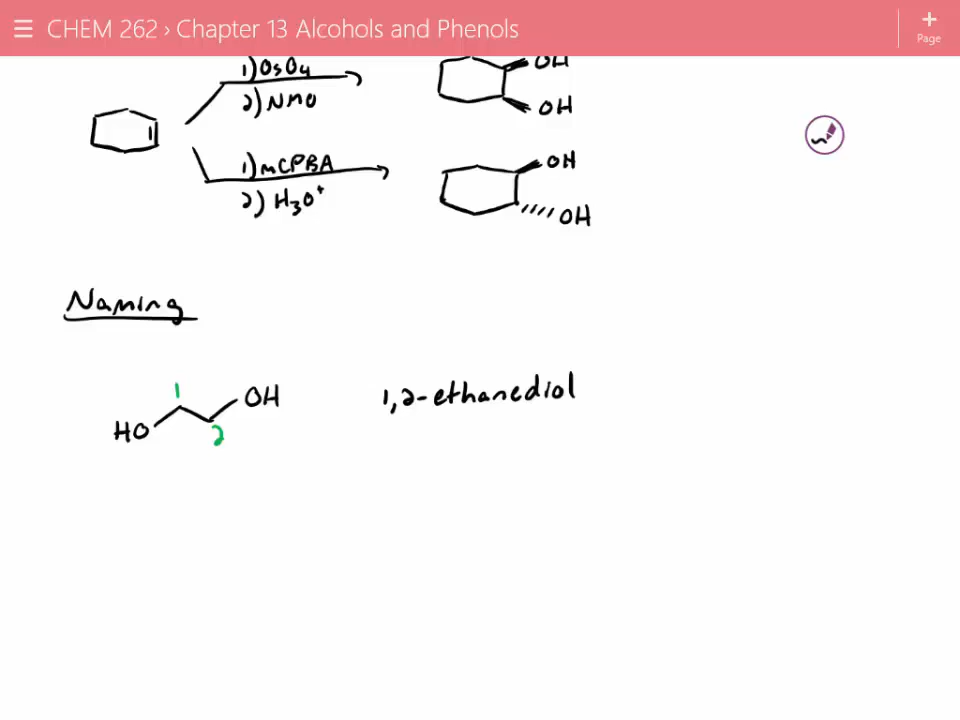 ☰ CHEM 262 › Chapter 13 Alcohols and Phenols
+ Page
1) OsO4
2) NMO
OH
OH
1) mCPBA
2) H3O+
OH
OH
Naming
1
OH
HO
2
1,2-ethanediol